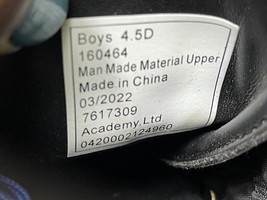 Boys 4.5D
160464
Man Made Material Upper
Made in China
03/2022
7617309
Academy, Ltd
0420002124960